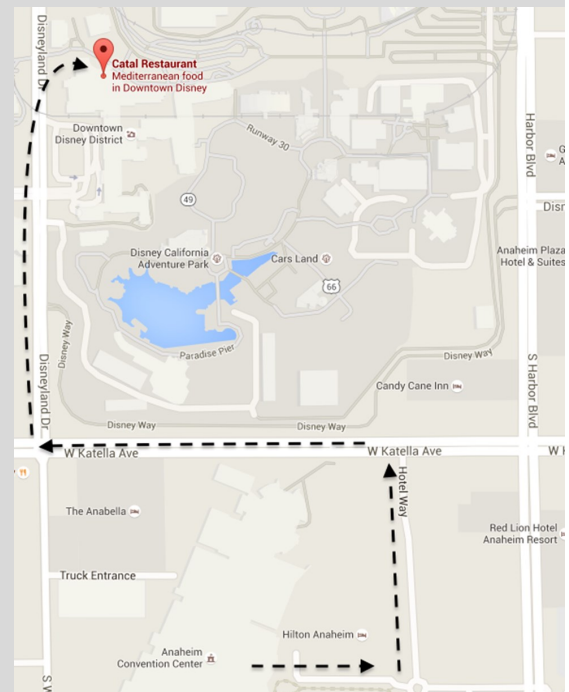 Disneyland Dr
Catal Restaurant
Mediterranean food
in Downtown Disney
Downtown
Disney District
Runway 30
Harbor Blvd
G
A
49
Disr
Disney California
Adventure Park
Cars Land
Anaheim Plaza
Hotel & Suites
66
Disney Way
Paradise Pier
Disney Way
Disneyland Dr
Candy Cane Inn
S Harbor Blvd
Disney Way
Disney Way
W Katella Ave
W Katella Ave
W K
Hotel Way
The Anabella
Red Lion Hotel
Anaheim Resort
Truck Entrance
Hilton Anaheim
Anaheim
Convention Center
S W